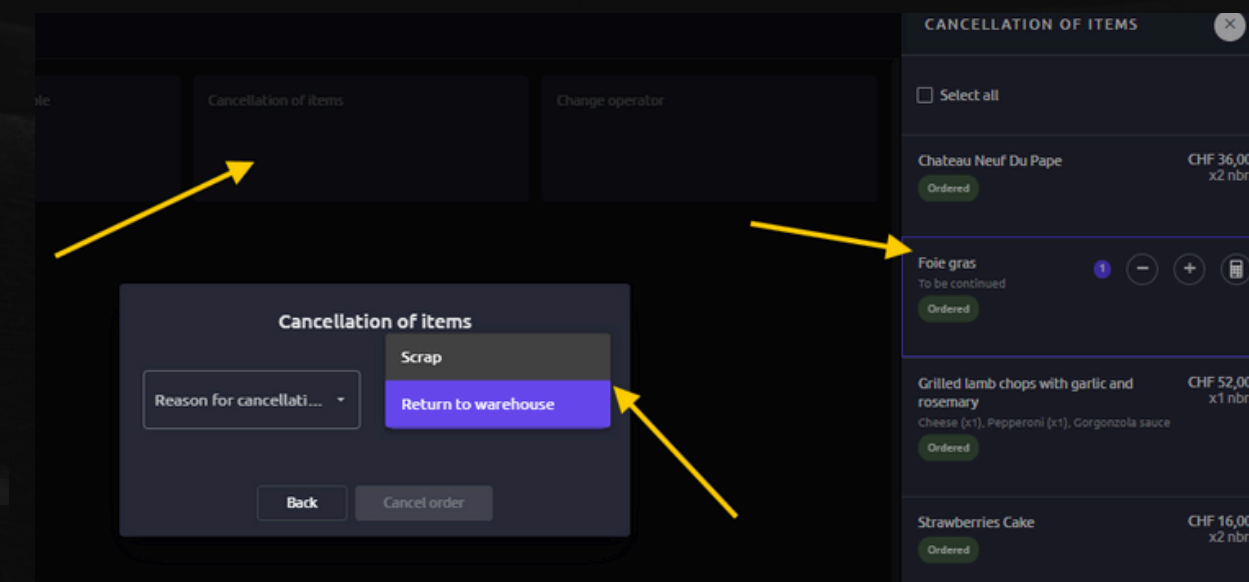 CANCELLATION OF ITEMS
Cancellation of items
Change operator
Select all
Chateau Neuf Du Pape
CHF 36,00
x2 nbr
Ordered
Foie gras
1
To be continued
Ordered
Cancellation of items
Scrap
Reason for cancellati...
Return to warehouse
Back
Cancel order
Grilled lamb chops with garlic and
CHF 52,00
rosemary
x1 nbr
Cheese (x1), Pepperoni (x1), Gorgonzola sauce
Ordered
Strawberries Cake
CHF 16,00
x2 nbr
Ordered